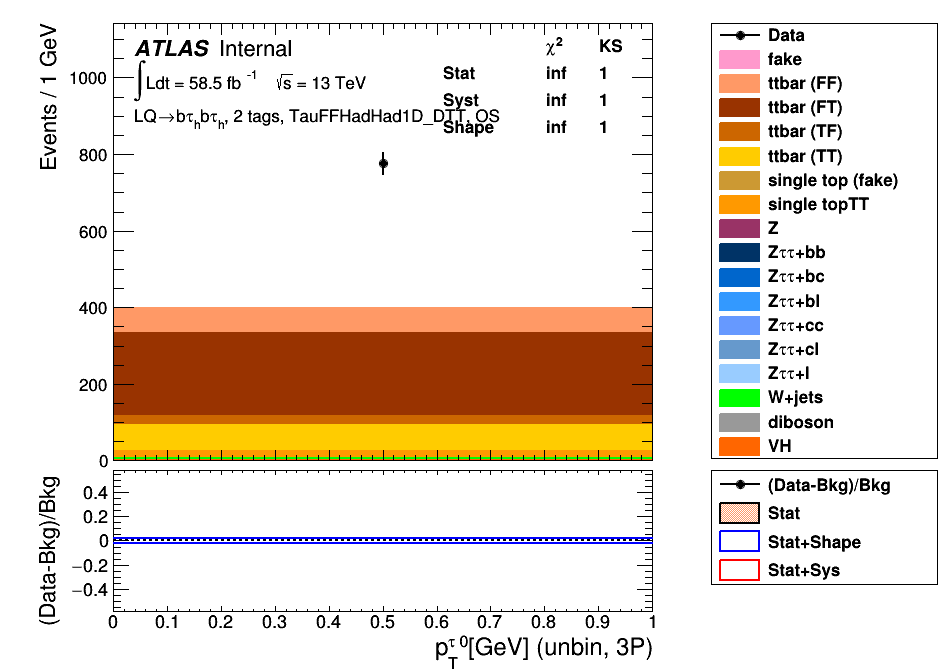 ATLAS Internal
∫Ldt = 58.5 fb⁻¹ √s = 13 TeV
LQ→bτₕbτₕ, 2 tags, TauFFHadHad1D_DTT, OS
χ² KS
Stat inf 1
Syst inf 1
Shape inf 1
Events / 1 GeV
1000
800
600
400
200
0
Data
fake
ttbar (FF)
ttbar (FT)
ttbar (TF)
ttbar (TT)
single top (fake)
single topTT
Z
Zττ+bb
Zττ+bc
Zττ+bl
Zττ+cc
Zττ+cl
Zττ+l
W+jets
diboson
VH
(Data-Bkg)/Bkg
0.4
0.2
0
−0.2
−0.4
0 0.1 0.2 0.3 0.4 0.5 0.6 0.7 0.8 0.9 1
p_T^τ 0[GeV] (unbin, 3P)
(Data-Bkg)/Bkg
Stat
Stat+Shape
Stat+Sys